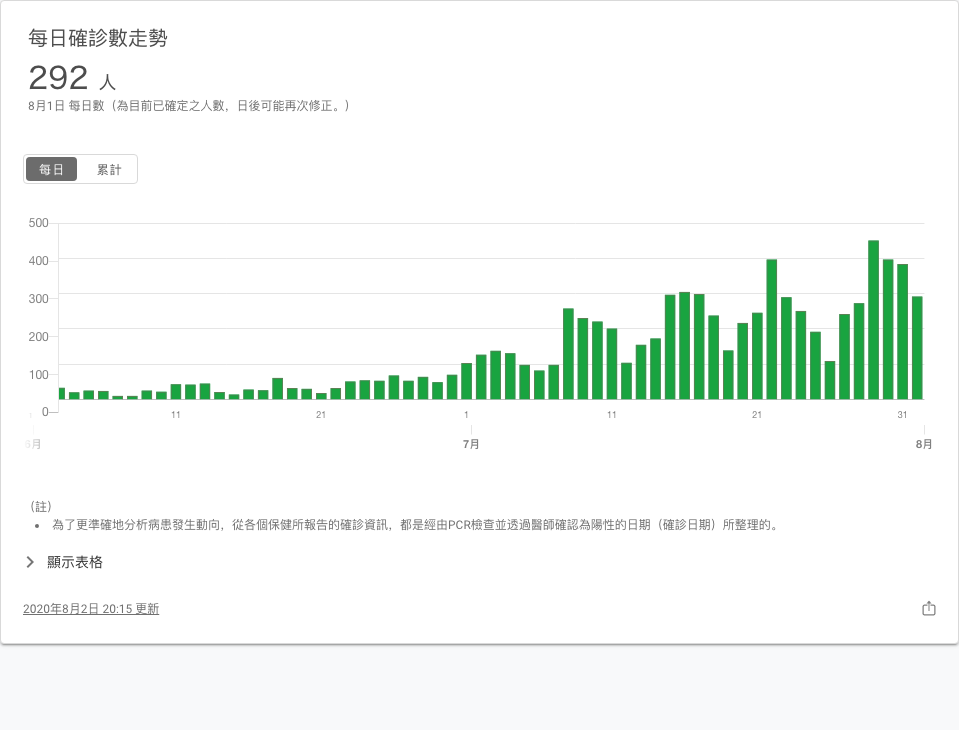 每日確診數走勢
292 人
8月1日 每日數（為目前已確定之人數，日後可能再次修正。）
每日 累計
500
400
300
200
100
0
1 11 21 1 11 21 31
6月 7月 8月
（註）
• 為了更準確地分析病患發生動向，從各個保健所報告的確診資訊，都是經由PCR檢查並透過醫師確認為陽性的日期（確診日期）所整理的。
顯示表格
2020年8月2日 20:15 更新